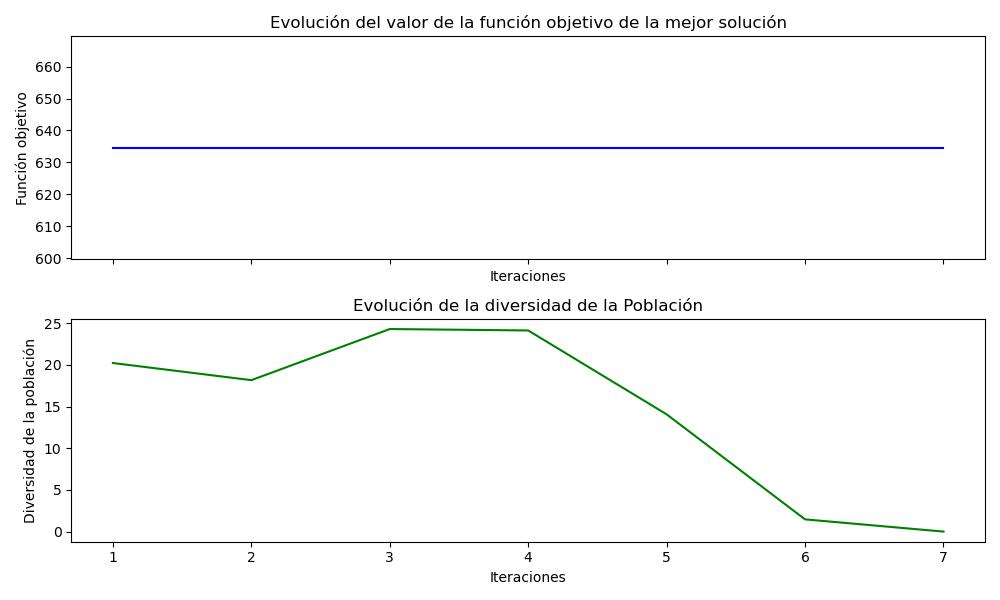 Evolución del valor de la función objetivo de la mejor solución
Función objetivo
660
650
640
630
620
610
600
Iteraciones
Evolución de la diversidad de la Población
Diversidad de la población
25
20
15
10
5
0
1 2 3 4 5 6 7
Iteraciones